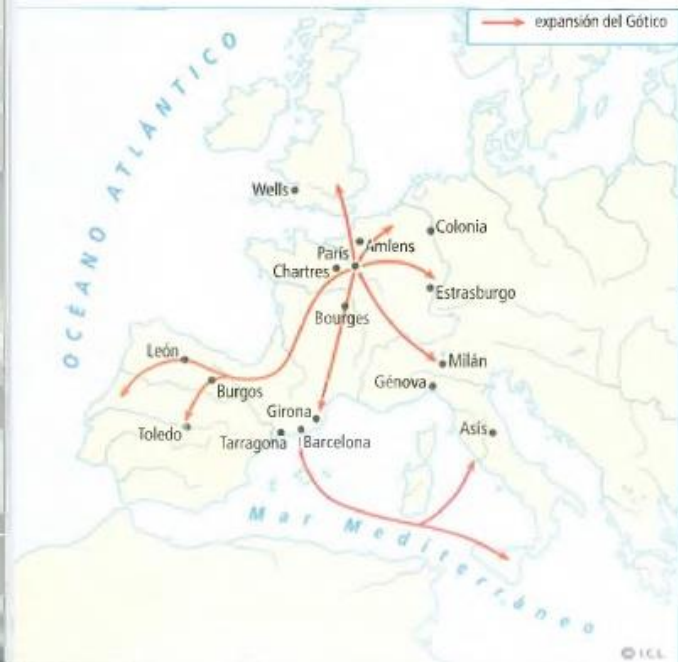 expansión del Gótico
OCÉANO ATLÁNTICO
Wells
Colonia
Amiens
París
Chartres
Estrasburgo
Bourges
León
Milán
Burgos
Génova
Girona
Toledo
Tarragona
Barcelona
Asís
Mar Mediterráneo
© I.C.L.